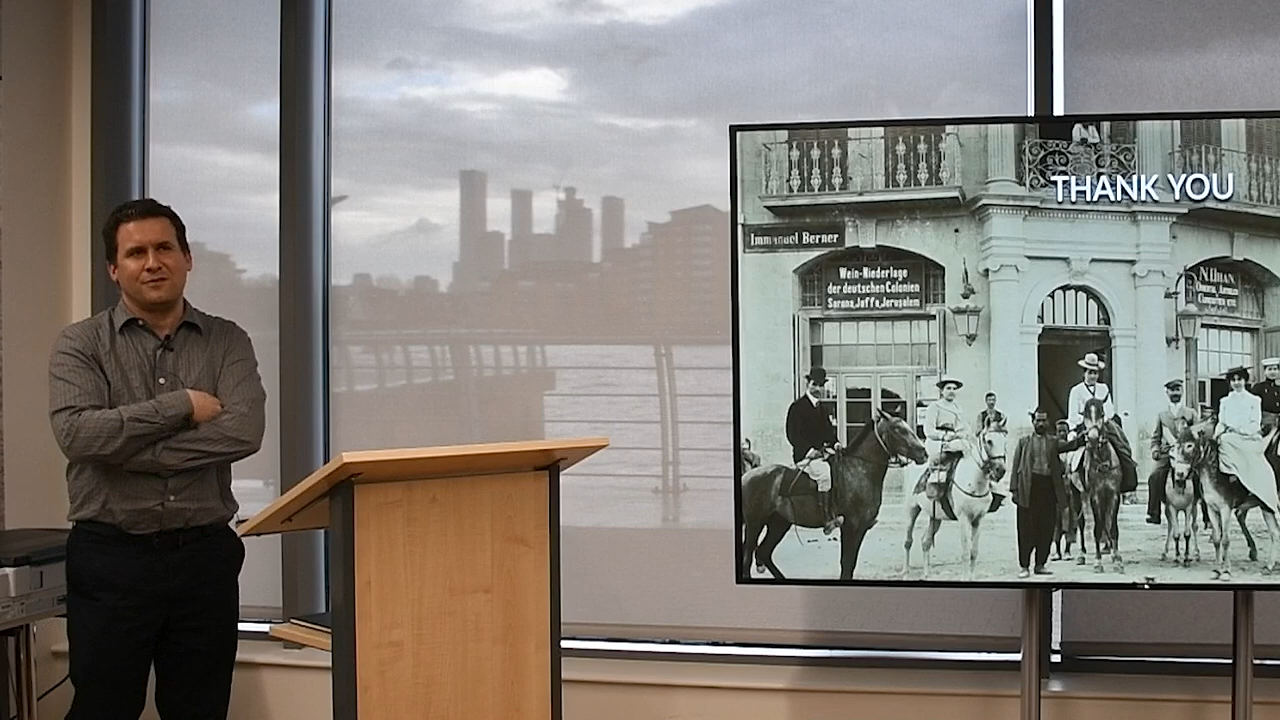 THANK YOU
Immanuel Berner
Wein-Niederlage
der deutschen Colonien
Sarona, Jaffa, Jerusalem